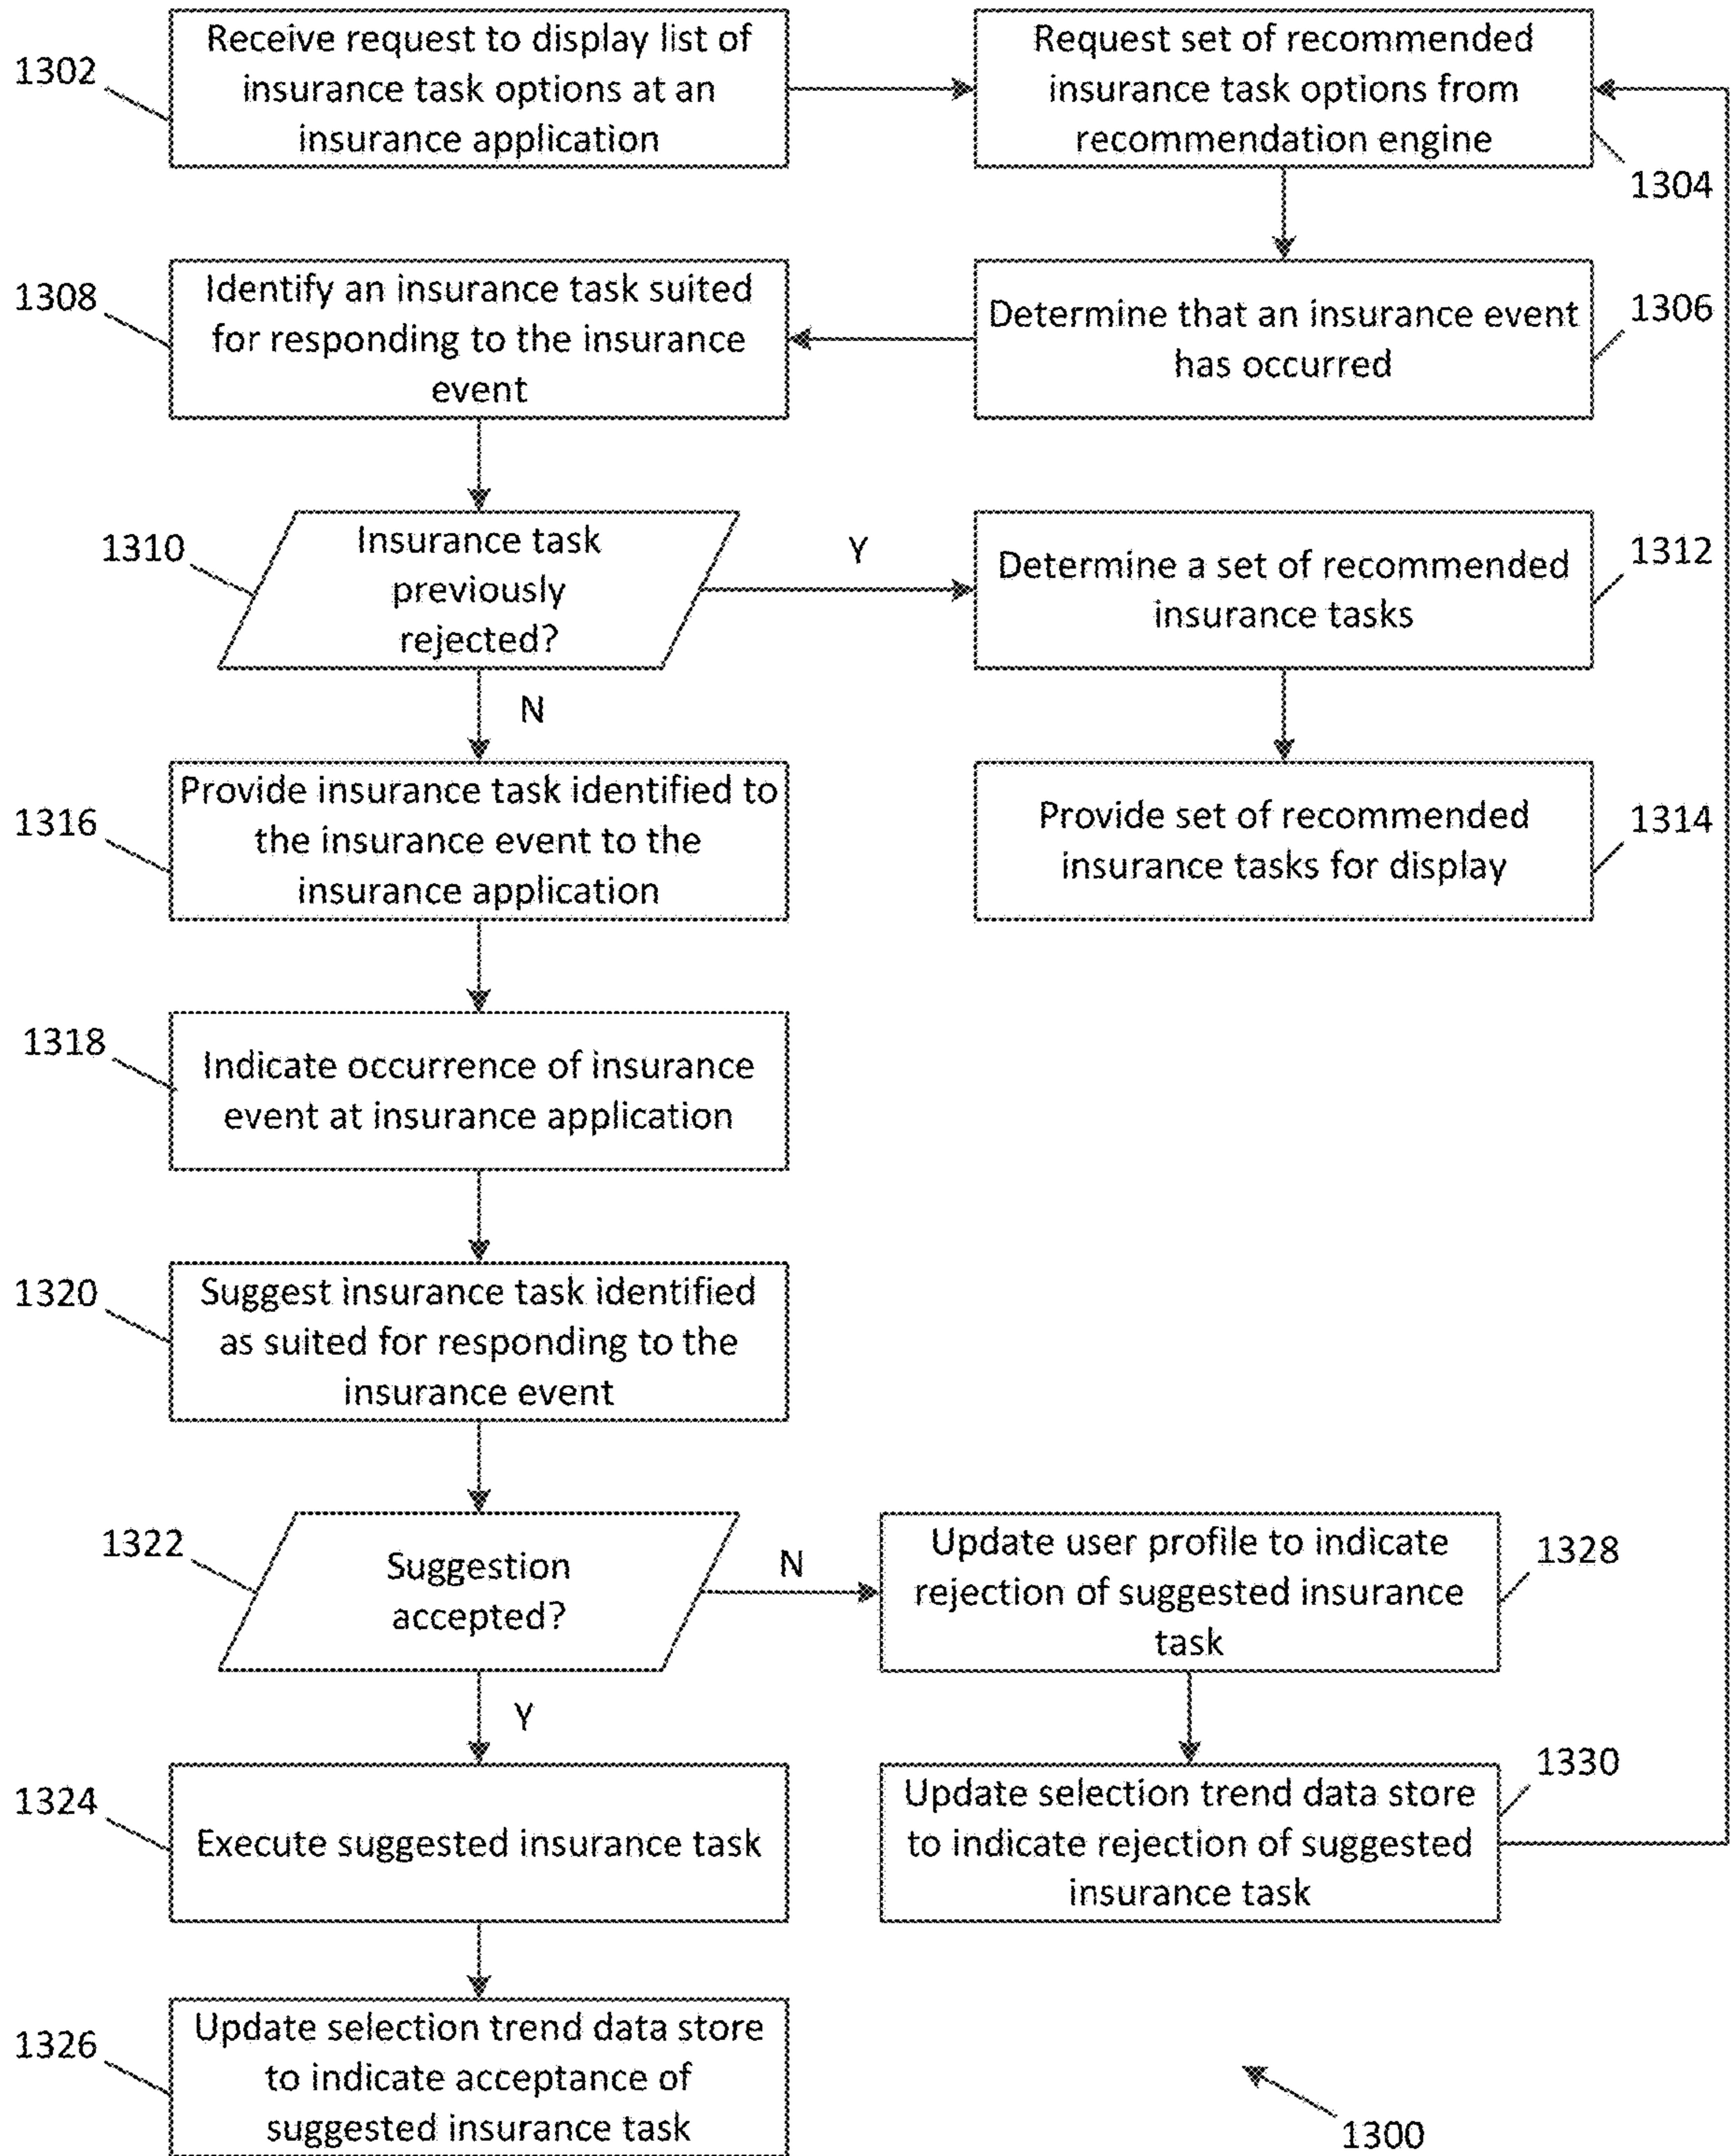 1302
Receive request to display list of
insurance task options at an
insurance application
Request set of recommended
insurance task options from
recommendation engine
1304
1308
Identify an insurance task suited
for responding to the insurance
event
Determine that an insurance event
has occurred
1306
1310
Insurance task
previously
rejected?
Y
Determine a set of recommended
insurance tasks
1312
N
1316
Provide insurance task identified to
the insurance event to the
insurance application
Provide set of recommended
insurance tasks for display
1314
1318
Indicate occurrence of insurance
event at insurance application
1320
Suggest insurance task identified
as suited for responding to the
insurance event
1322
Suggestion
accepted?
N
Update user profile to indicate
rejection of suggested insurance
task
1328
Y
1324
Execute suggested insurance task
Update selection trend data store
to indicate rejection of suggested
insurance task
1330
1326
Update selection trend data store
to indicate acceptance of
suggested insurance task
1300